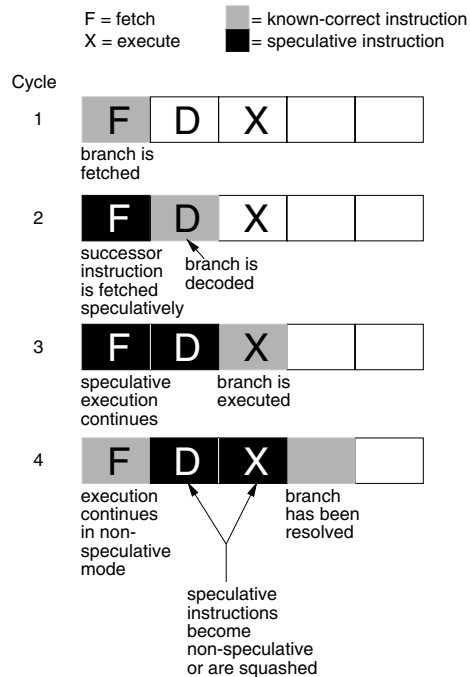 F = fetch
= known-correct instruction
X = execute
= speculative instruction
Cycle
1
F D X
branch is
fetched
2
F D X
successor
instruction
is fetched
speculatively
branch is
decoded
3
F D X
speculative
execution
continues
branch is
executed
4
F D X
execution
continues
in non-
speculative
mode
branch
has been
resolved
speculative
instructions
become
non-speculative
or are squashed